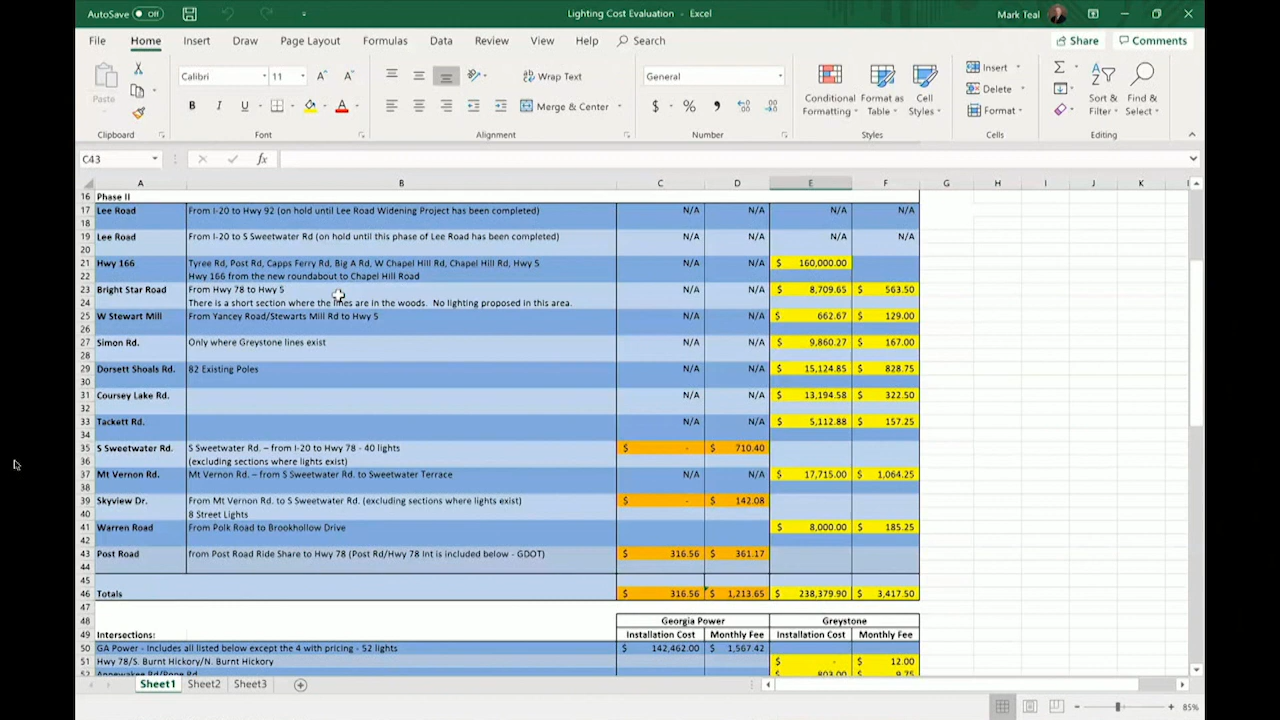 AutoSave Off Lighting Cost Evaluation - Excel Mark Teal
File Home Insert Draw Page Layout Formulas Data Review View Help Search Share Comments
Calibri 11 A^ A˅ Wrap Text General Insert
Paste B I U A Merge & Center $ % , Conditional Formatting Format as Table Cell Styles Delete Format Sort & Filter Find & Select
Clipboard Font Alignment Number Styles Cells Editing
C43 fx
A B C D E F G H I J K
16 Phase II
17 Lee Road From I-20 to Hwy 92 (on hold until Lee Road Widening Project has been completed) N/A N/A N/A N/A
18
19 Lee Road From I-20 to S Sweetwater Rd (on hold until this phase of Lee Road has been completed) N/A N/A N/A N/A
20
21 Hwy 166 Tyree Rd, Post Rd, Capps Ferry Rd, Big A Rd, W Chapel Hill Rd, Chapel Hill Rd, Hwy 5 N/A N/A $ 160,000.00
22 Hwy 166 from the new roundabout to Chapel Hill Road
23 Bright Star Road From Hwy 78 to Hwy 5 N/A N/A $ 8,709.65 $ 563.50
24 There is a short section where the lines are in the woods. No lighting proposed in this area.
25 W Stewart Mill From Yancey Road/Stewarts Mill Rd to Hwy 5 N/A N/A $ 662.67 $ 129.00
26
27 Simon Rd. Only where Greystone lines exist N/A N/A $ 9,860.27 $ 167.00
28
29 Dorsett Shoals Rd. 82 Existing Poles N/A N/A $ 15,124.85 $ 828.75
30
31 Coursey Lake Rd. N/A N/A $ 13,194.58 $ 322.50
32
33 Tackett Rd. N/A N/A $ 5,112.88 $ 157.25
34
35 S Sweetwater Rd. S Sweetwater Rd. – from I-20 to Hwy 78 - 40 lights $ - $ 710.40
36 (excluding sections where lights exist)
37 Mt Vernon Rd. Mt Vernon Rd. – from S Sweetwater Rd. to Sweetwater Terrace N/A N/A $ 17,715.00 $ 1,064.25
38
39 Skyview Dr. From Mt Vernon Rd. to S Sweetwater Rd. (excluding sections where lights exist) $ - $ 142.08
40 8 Street Lights
41 Warren Road From Polk Road to Brookhollow Drive $ 8,000.00 $ 185.25
42
43 Post Road from Post Road Ride Share to Hwy 78 (Post Rd/Hwy 78 Int is included below - GDOT) $ 316.56 $ 361.17
44
45
46 Totals $ 316.56 $ 1,213.65 $ 238,379.90 $ 3,417.50
47
48 Georgia Power Greystone
49 Intersections: Installation Cost Monthly Fee Installation Cost Monthly Fee
50 GA Power - Includes all listed below except the 4 with pricing - 52 lights $ 142,462.00 $ 1,567.42
51 Hwy 78/S. Burnt Hickory/N. Burnt Hickory $ - $ 12.00
Sheet1 Sheet2 Sheet3
85%